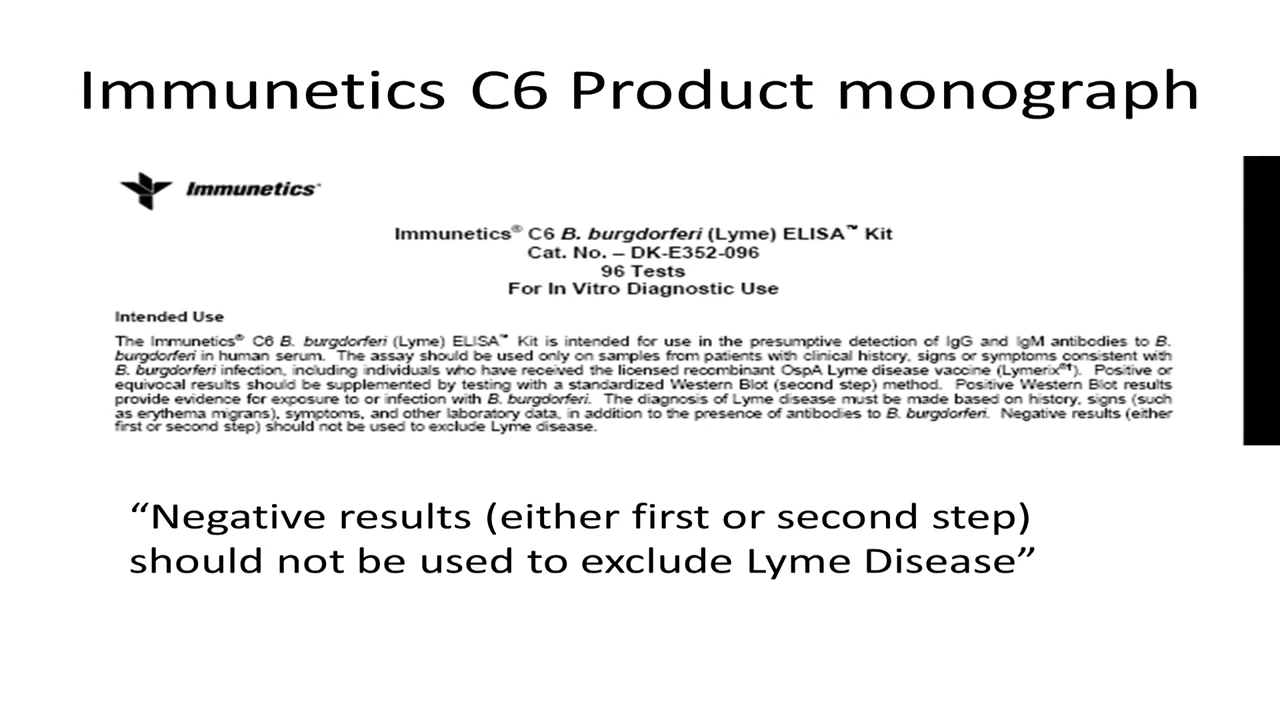 Immunetics C6 Product monograph
Immunetics®
Immunetics® C6 B. burgdorferi (Lyme) ELISA™ Kit
Cat. No. – DK-E352-096
96 Tests
For In Vitro Diagnostic Use
Intended Use
The Immunetics® C6 B. burgdorferi (Lyme) ELISA™ Kit is intended for use in the presumptive detection of IgG and IgM antibodies to B.
burgdorferi in human serum. The assay should be used only on samples from patients with clinical history, signs or symptoms consistent with
B. burgdorferi infection, including individuals who have received the licensed recombinant OspA Lyme disease vaccine (Lymerix®†). Positive or
equivocal results should be supplemented by testing with a standardized Western Blot (second step) method. Positive Western Blot results
provide evidence for exposure to or infection with B. burgdorferi. The diagnosis of Lyme disease must be made based on history, signs (such
as erythema migrans), symptoms, and other laboratory data, in addition to the presence of antibodies to B. burgdorferi. Negative results (either
first or second step) should not be used to exclude Lyme disease.
“Negative results (either first or second step)
should not be used to exclude Lyme Disease”